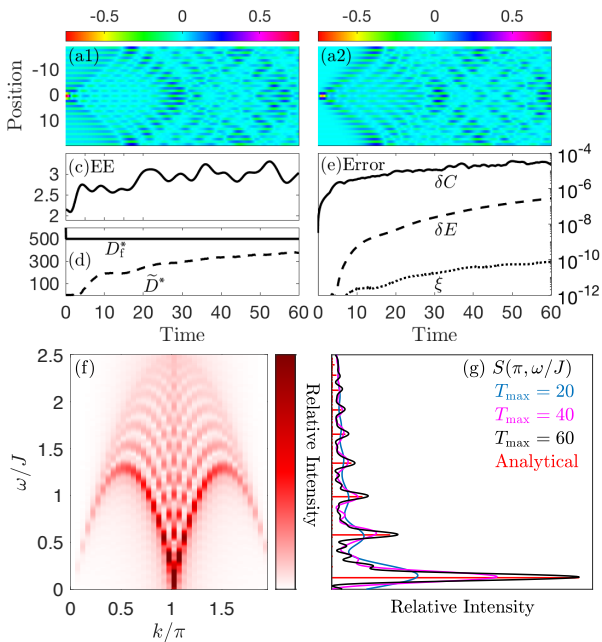 -0.5 0 0.5
-0.5 0 0.5
(a1)
(a2)
Position
-10
0
10
(c)EE
3
2.5
2
(e)Error
δC
δE
ξ
10⁻⁴
10⁻⁶
10⁻⁸
10⁻¹⁰
10⁻¹²
500
300
100
D*f
(d)
D̃*
0 10 20 30 40 50 60
0 10 20 30 40 50 60
Time
Time
(f)
2.5
2
1.5
1
0.5
0
ω/J
0 0.5 1 1.5
k/π
Relative Intensity
(g) S(π, ω/J)
Tmax = 20
Tmax = 40
Tmax = 60
Analytical
Relative Intensity